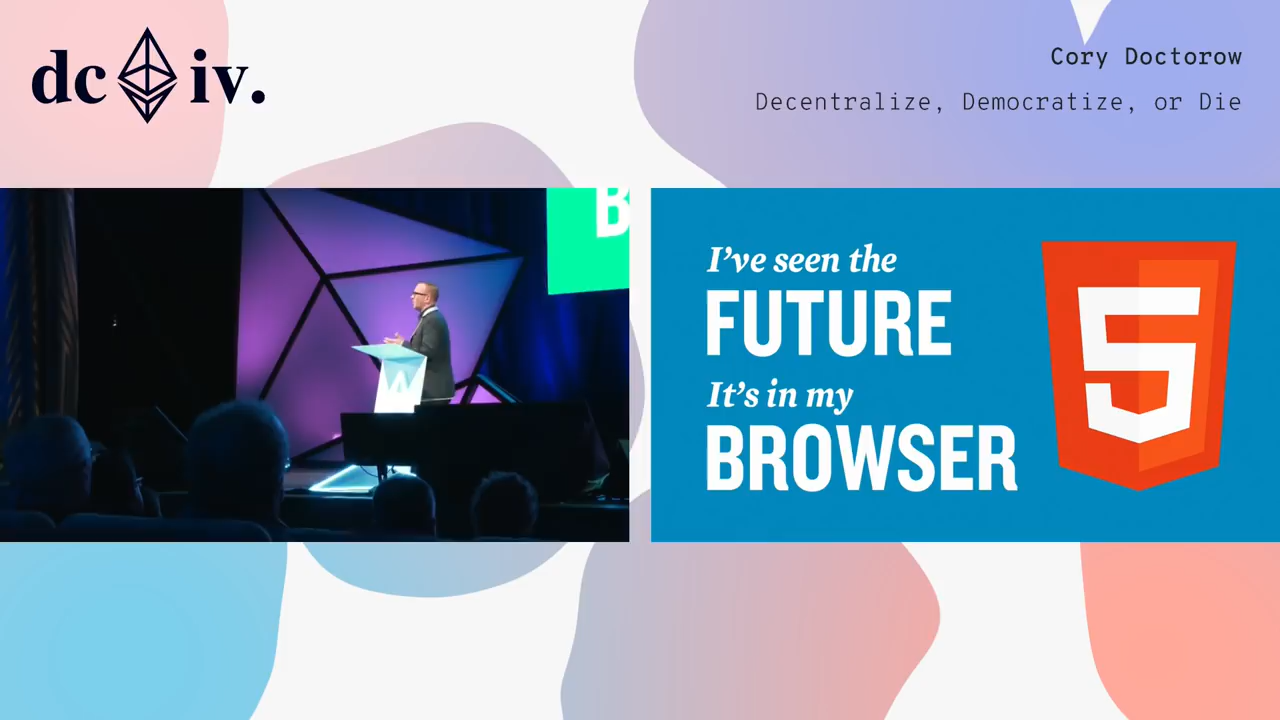 dc iv.
Cory Doctorow
Decentralize, Democratize, or Die
B
I've seen the
FUTURE
It's in my
BROWSER
5